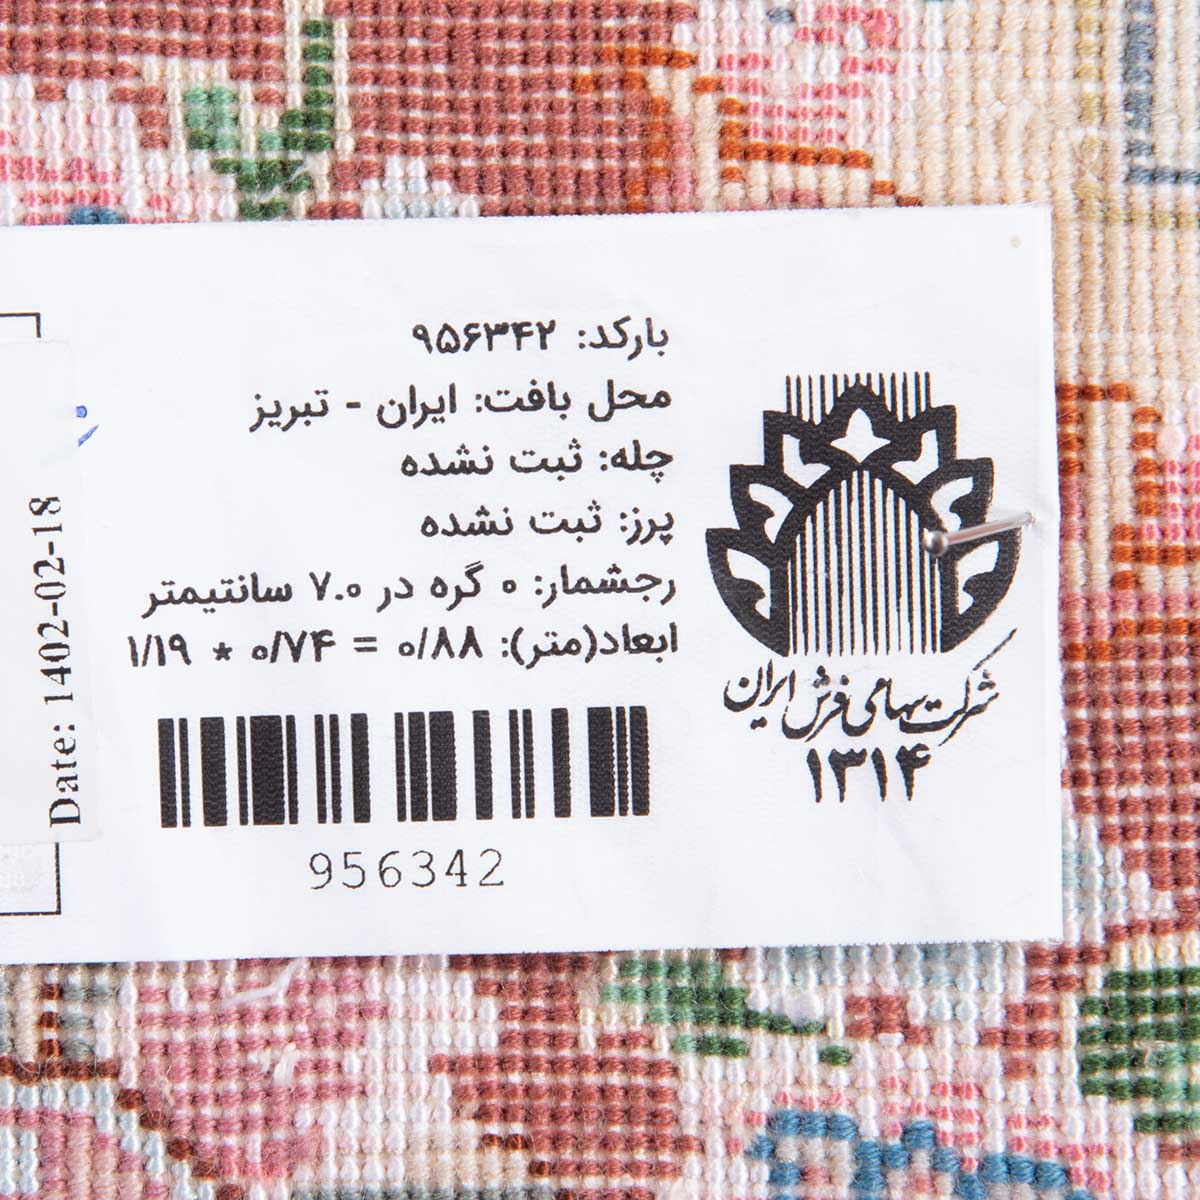 بارکد: ۹۵۶۳۴۲
محل بافت: ایران - تبریز
چله: ثبت نشده
پرز: ثبت نشده
رجشمار: ۰ گره در ۷.۰ سانتیمتر
ابعاد(متر): ۰/۸۸ = ۰/۷۴ * ۱/۱۹
956342
شرکت سهامی فرش ایران
۱۳۱۴
Date: 1402-02-18